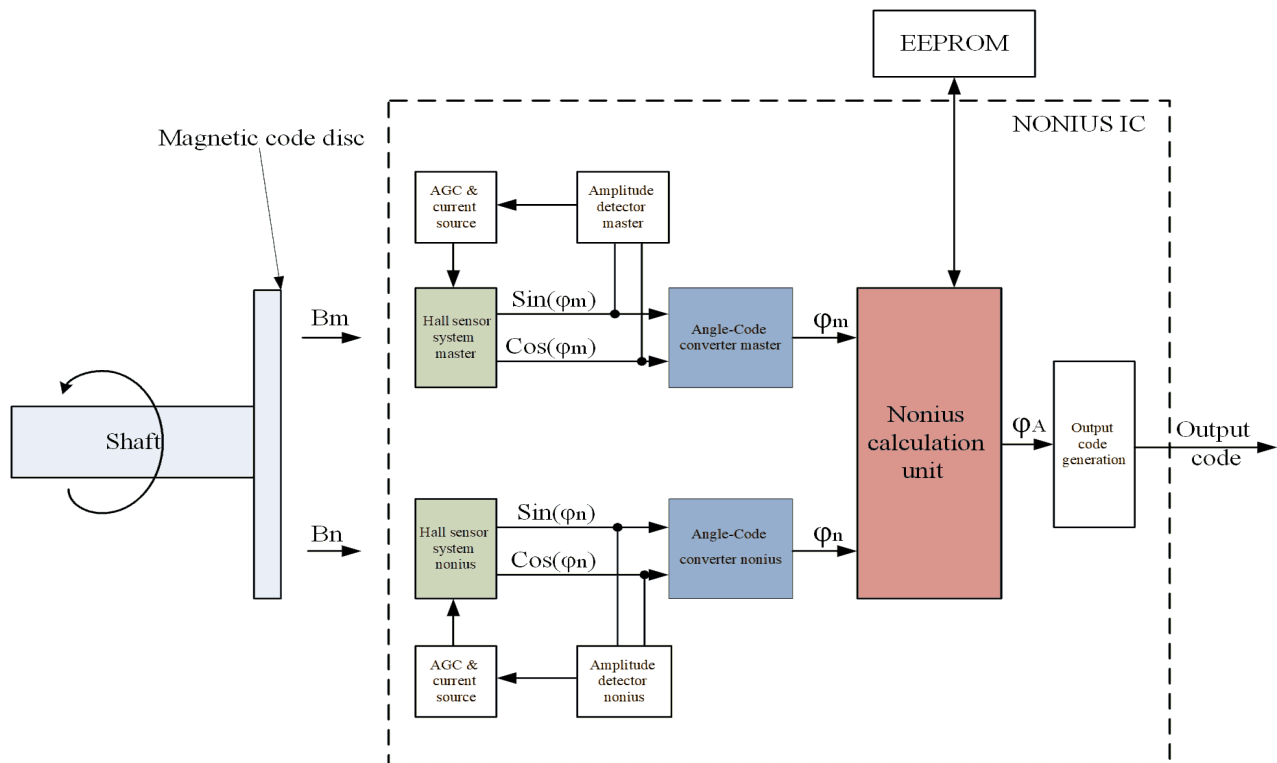 EEPROM
NONIUS IC
Magnetic code disc
AGC &
current
source
Amplitude
detector
master
Bm
Hall sensor
system
master
Sin(φm)
Cos(φm)
Angle-Code
converter master
φm
Shaft
Nonius
calculation
unit
φA
Output
code
generation
Output
code
Bn
Hall sensor
system
nonius
Sin(φn)
Cos(φn)
Angle-Code
converter nonius
φn
AGC &
current
source
Amplitude
detector
nonius